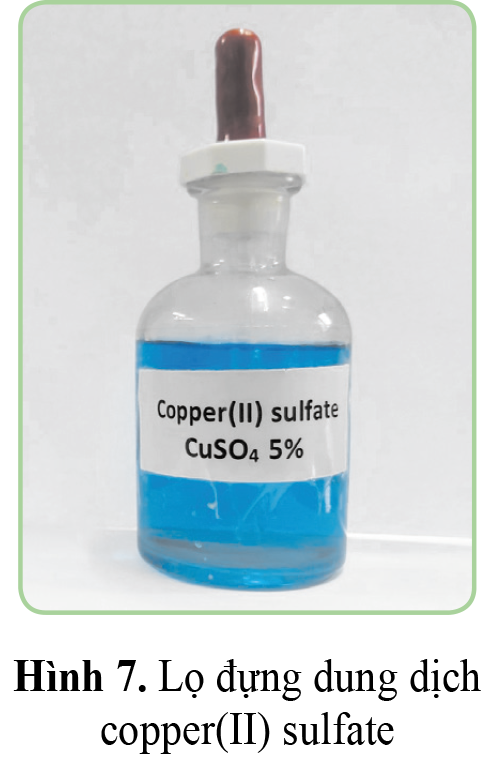 Copper(II) sulfate
CuSO₄ 5%
Hình 7. Lọ đựng dung dịch
copper(II) sulfate